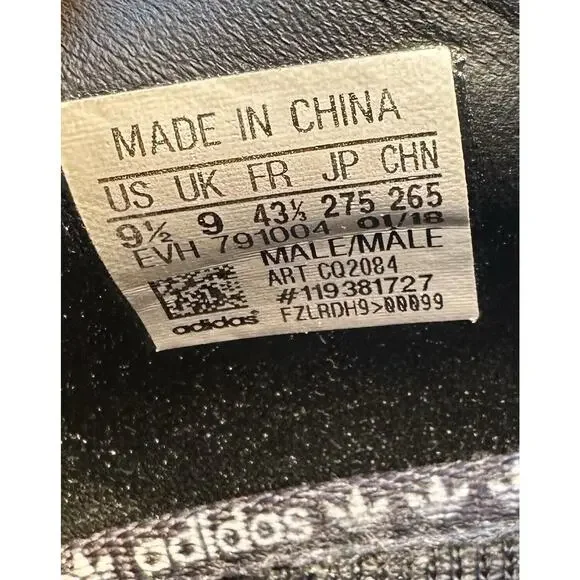 MADE IN CHINA
US UK FR JP CHN
9½ 9 43⅓ 275 265
EVH 791004 01/18
MALE/MÂLE
ART CQ2084
#119381727
adidas FZLRDH9>00099
adidas